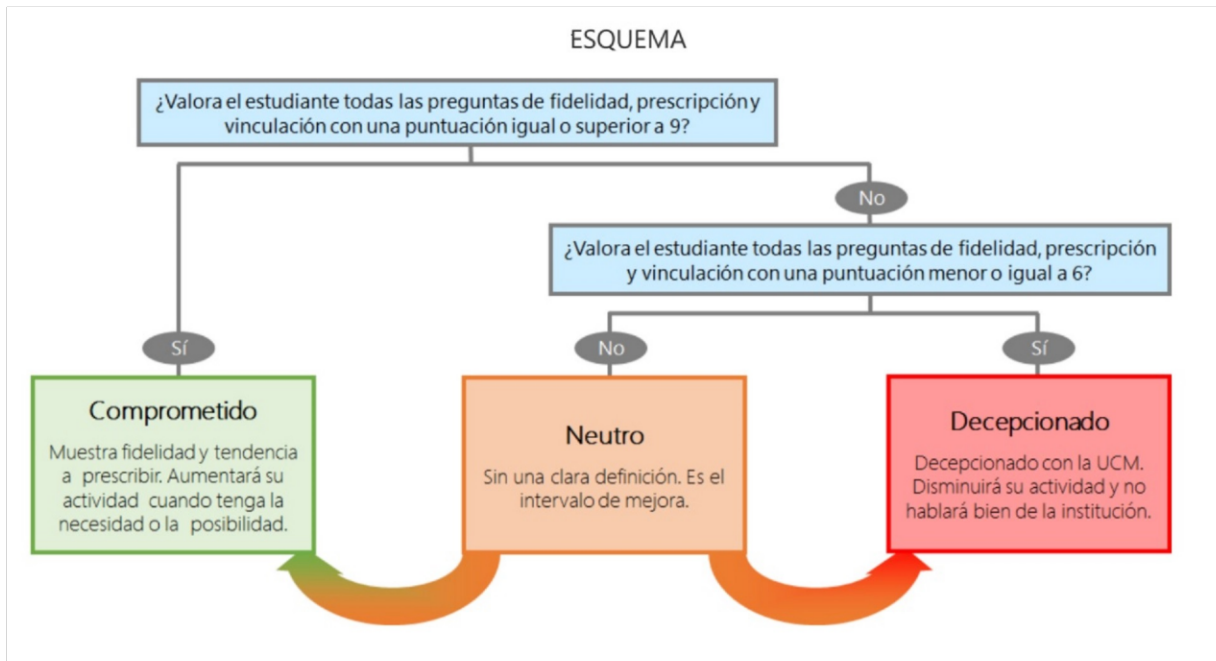 ESQUEMA
¿Valora el estudiante todas las preguntas de fidelidad, prescripción y
vinculación con una puntuación igual o superior a 9?
No
¿Valora el estudiante todas las preguntas de fidelidad, prescripción
y vinculación con una puntuación menor o igual a 6?
Sí
No
Sí
Comprometido
Muestra fidelidad y tendencia
a prescribir. Aumentará su
actividad cuando tenga la
necesidad o la posibilidad.
Neutro
Sin una clara definición. Es el
intervalo de mejora.
Decepcionado
Decepcionado con la UCM.
Disminuirá su actividad y no
hablará bien de la institución.